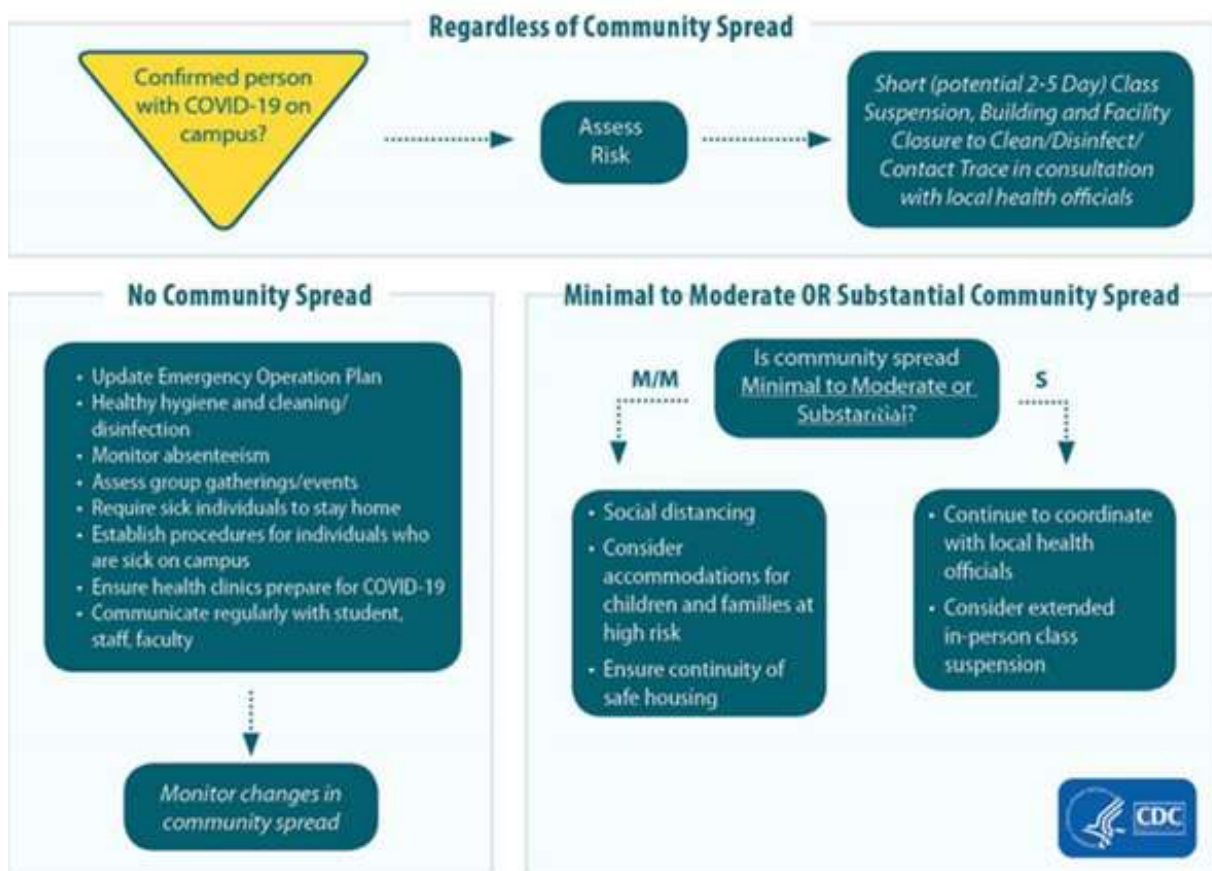 Regardless of Community Spread
Confirmed person
with COVID-19 on
campus?
Assess
Risk
Short (potential 2-5 Day) Class
Suspension, Building and Facility
Closure to Clean/Disinfect/
Contact Trace in consultation
with local health officials
No Community Spread
• Update Emergency Operation Plan
• Healthy hygiene and cleaning/
disinfection
• Monitor absenteeism
• Assess group gatherings/events
• Require sick individuals to stay home
• Establish procedures for individuals who
are sick on campus
• Ensure health clinics prepare for COVID-19
• Communicate regularly with student,
staff, faculty
Monitor changes in
community spread
Minimal to Moderate OR Substantial Community Spread
Is community spread
Minimal to Moderate or
Substantial?
M/M
S
• Social distancing
• Consider
accommodations for
children and families at
high risk
• Ensure continuity of
safe housing
• Continue to coordinate
with local health
officials
• Consider extended
in-person class
suspension
CDC